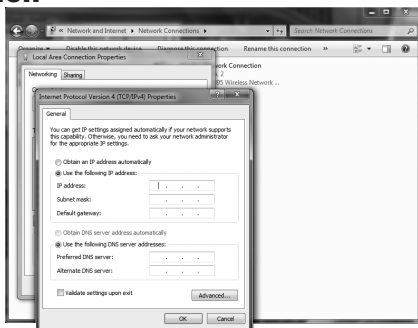 « Network and Internet ▸ Network Connections ▸
Search Network Connections
Organize ▾ Disable this network device Diagnose this connection Rename this connection »
Local Area Connection Properties
work Connection
2
95 Wireless Network ...
Networking Sharing
Internet Protocol Version 4 (TCP/IPv4) Properties
General
You can get IP settings assigned automatically if your network supports
this capability. Otherwise, you need to ask your network administrator
for the appropriate IP settings.
Obtain an IP address automatically
Use the following IP address:
IP address:
Subnet mask:
Default gateway:
Obtain DNS server address automatically
Use the following DNS server addresses:
Preferred DNS server:
Alternate DNS server:
Validate settings upon exit
Advanced...
OK Cancel